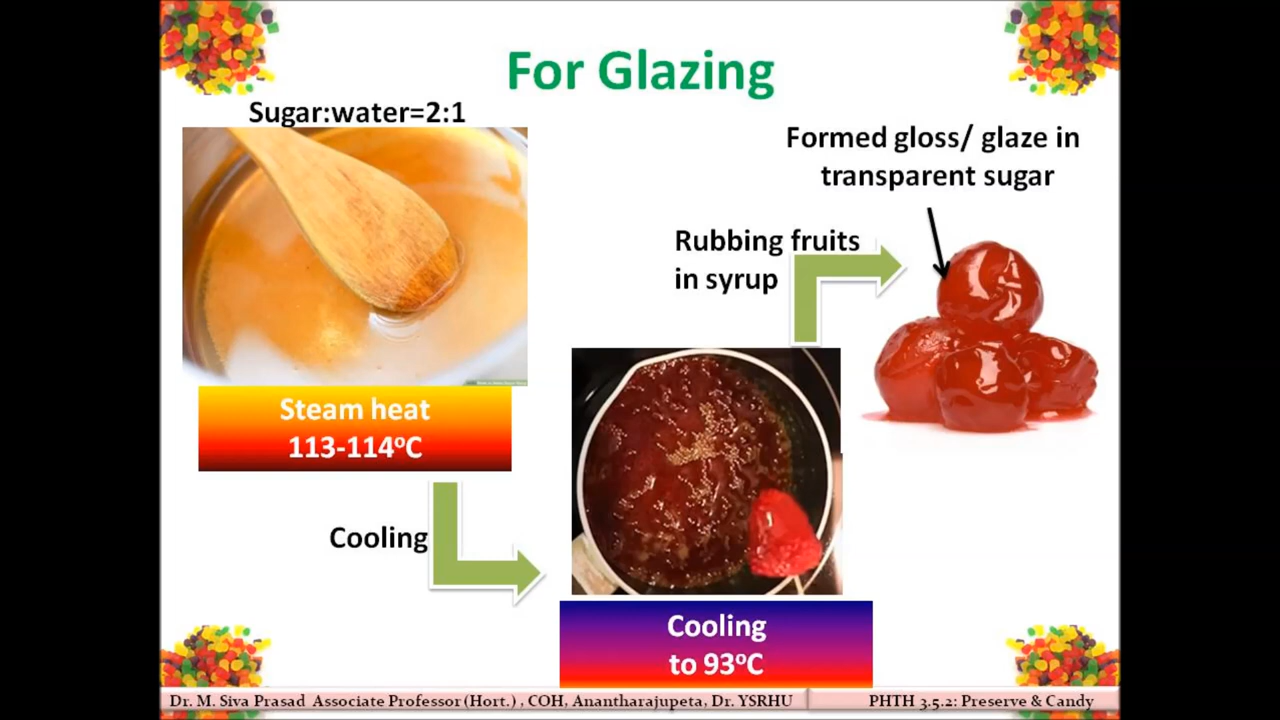 For Glazing
Sugar:water=2:1
Steam heat
113-114°C
Cooling
Cooling
to 93°C
Rubbing fruits
in syrup
Formed gloss/ glaze in
transparent sugar
Dr. M. Siva Prasad Associate Professor (Hort.) , COH, Anantharajupeta, Dr. YSRHU
PHTH 3.5.2: Preserve & Candy